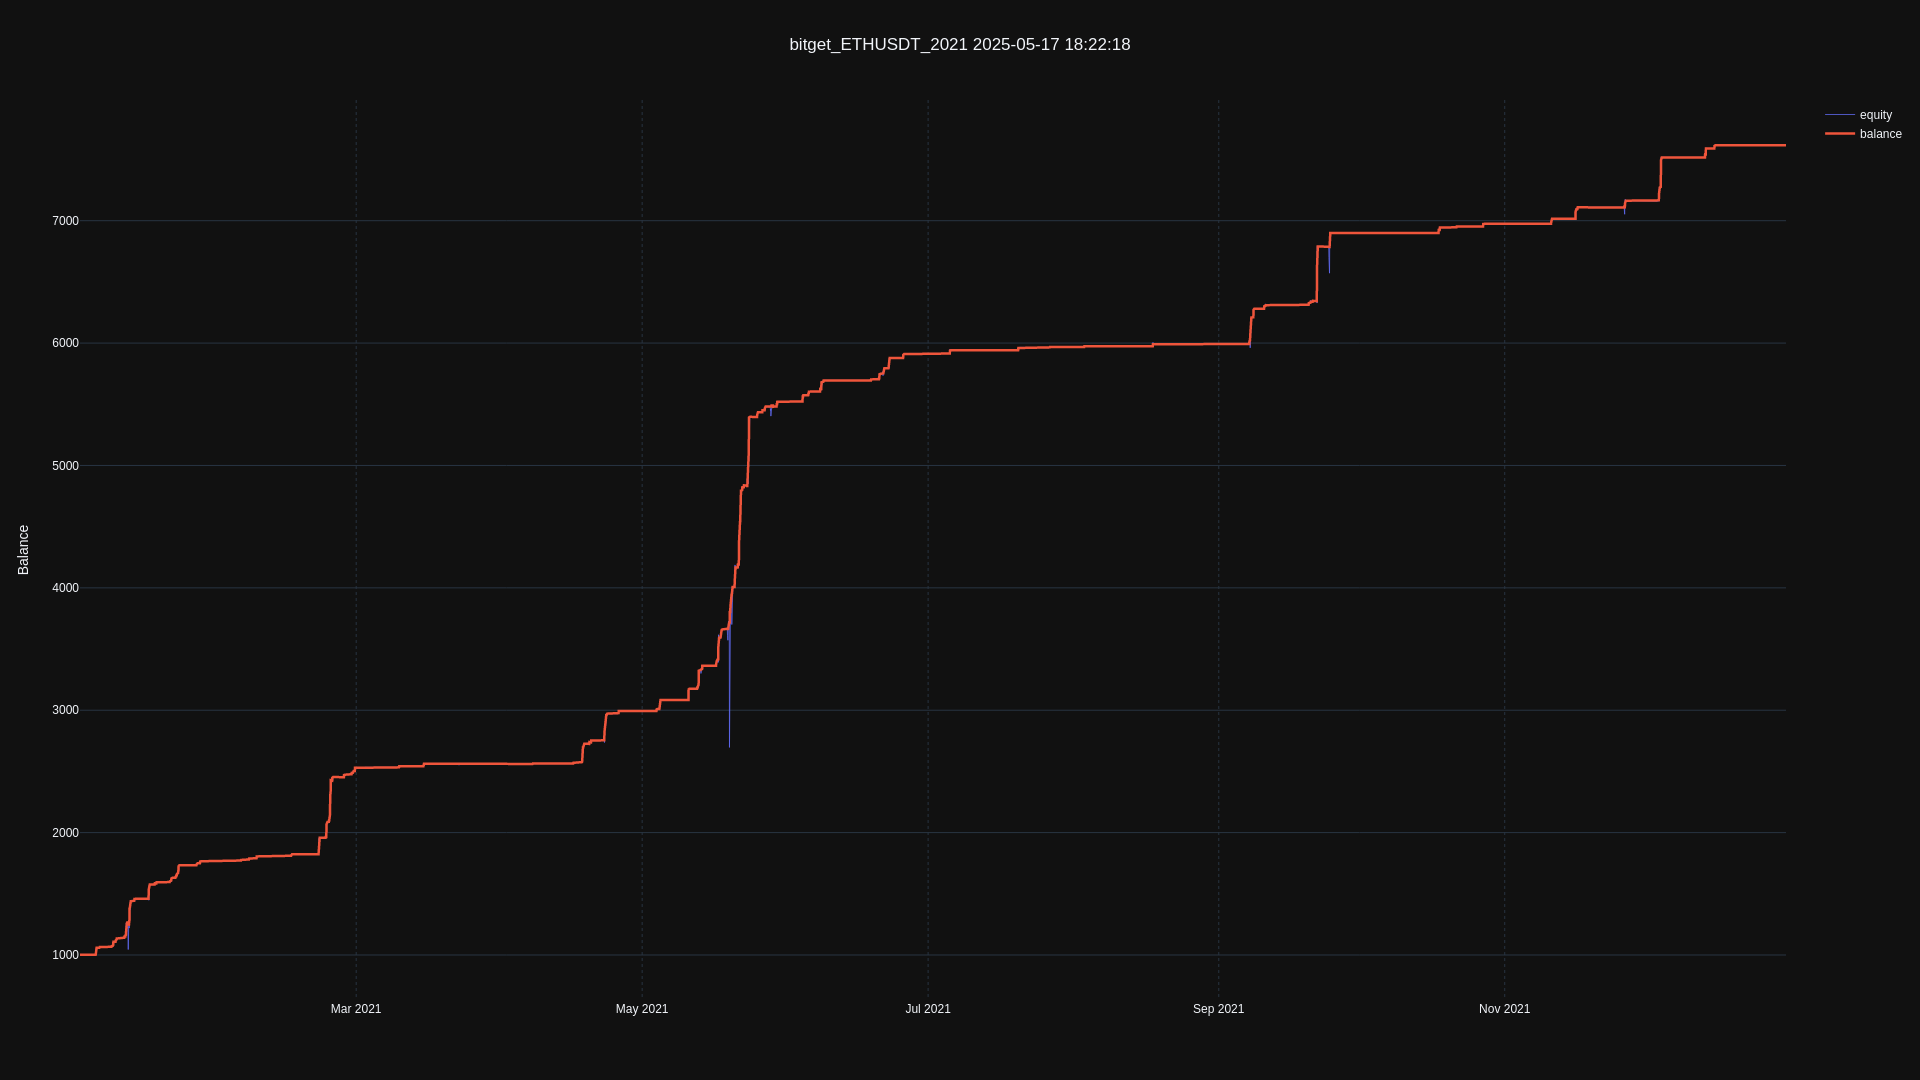 bitget_ETHUSDT_2021 2025-05-17 18:22:18
equity
balance
7000
6000
5000
4000
3000
2000
1000
Balance
Mar 2021
May 2021
Jul 2021
Sep 2021
Nov 2021